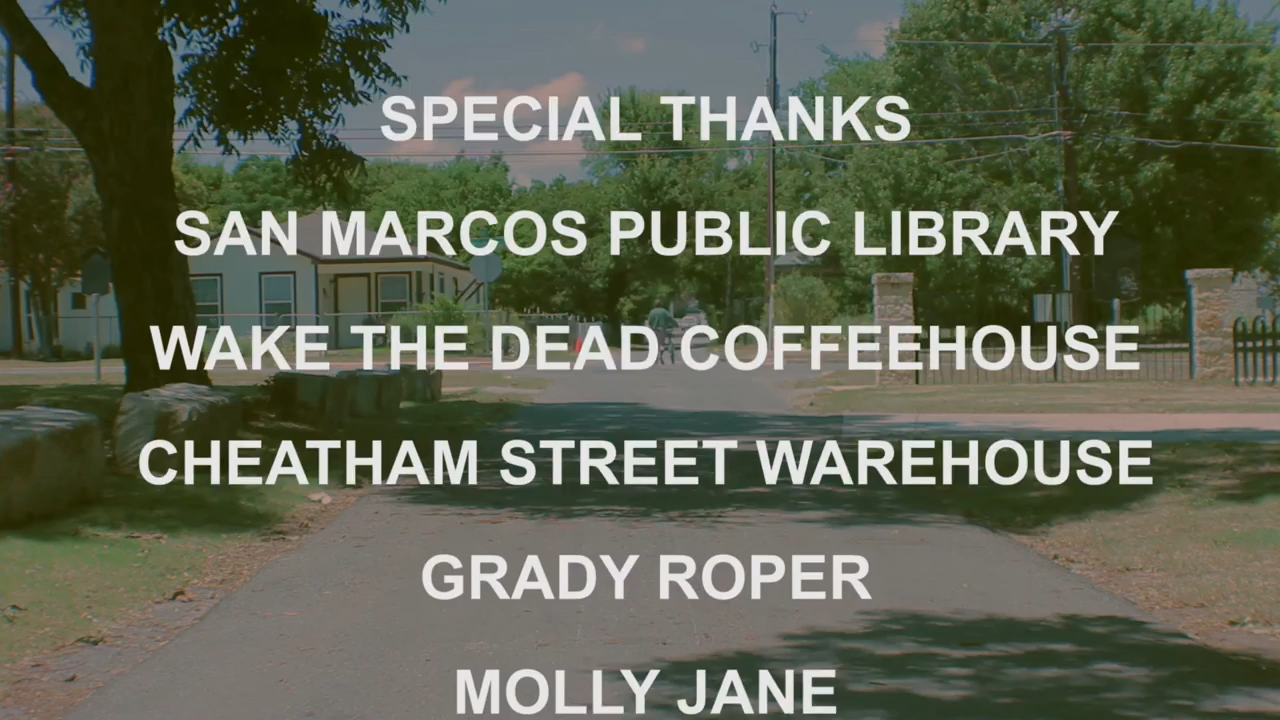 SPECIAL THANKS
SAN MARCOS PUBLIC LIBRARY
WAKE THE DEAD COFFEEHOUSE
CHEATHAM STREET WAREHOUSE
GRADY ROPER
MOLLY JANE